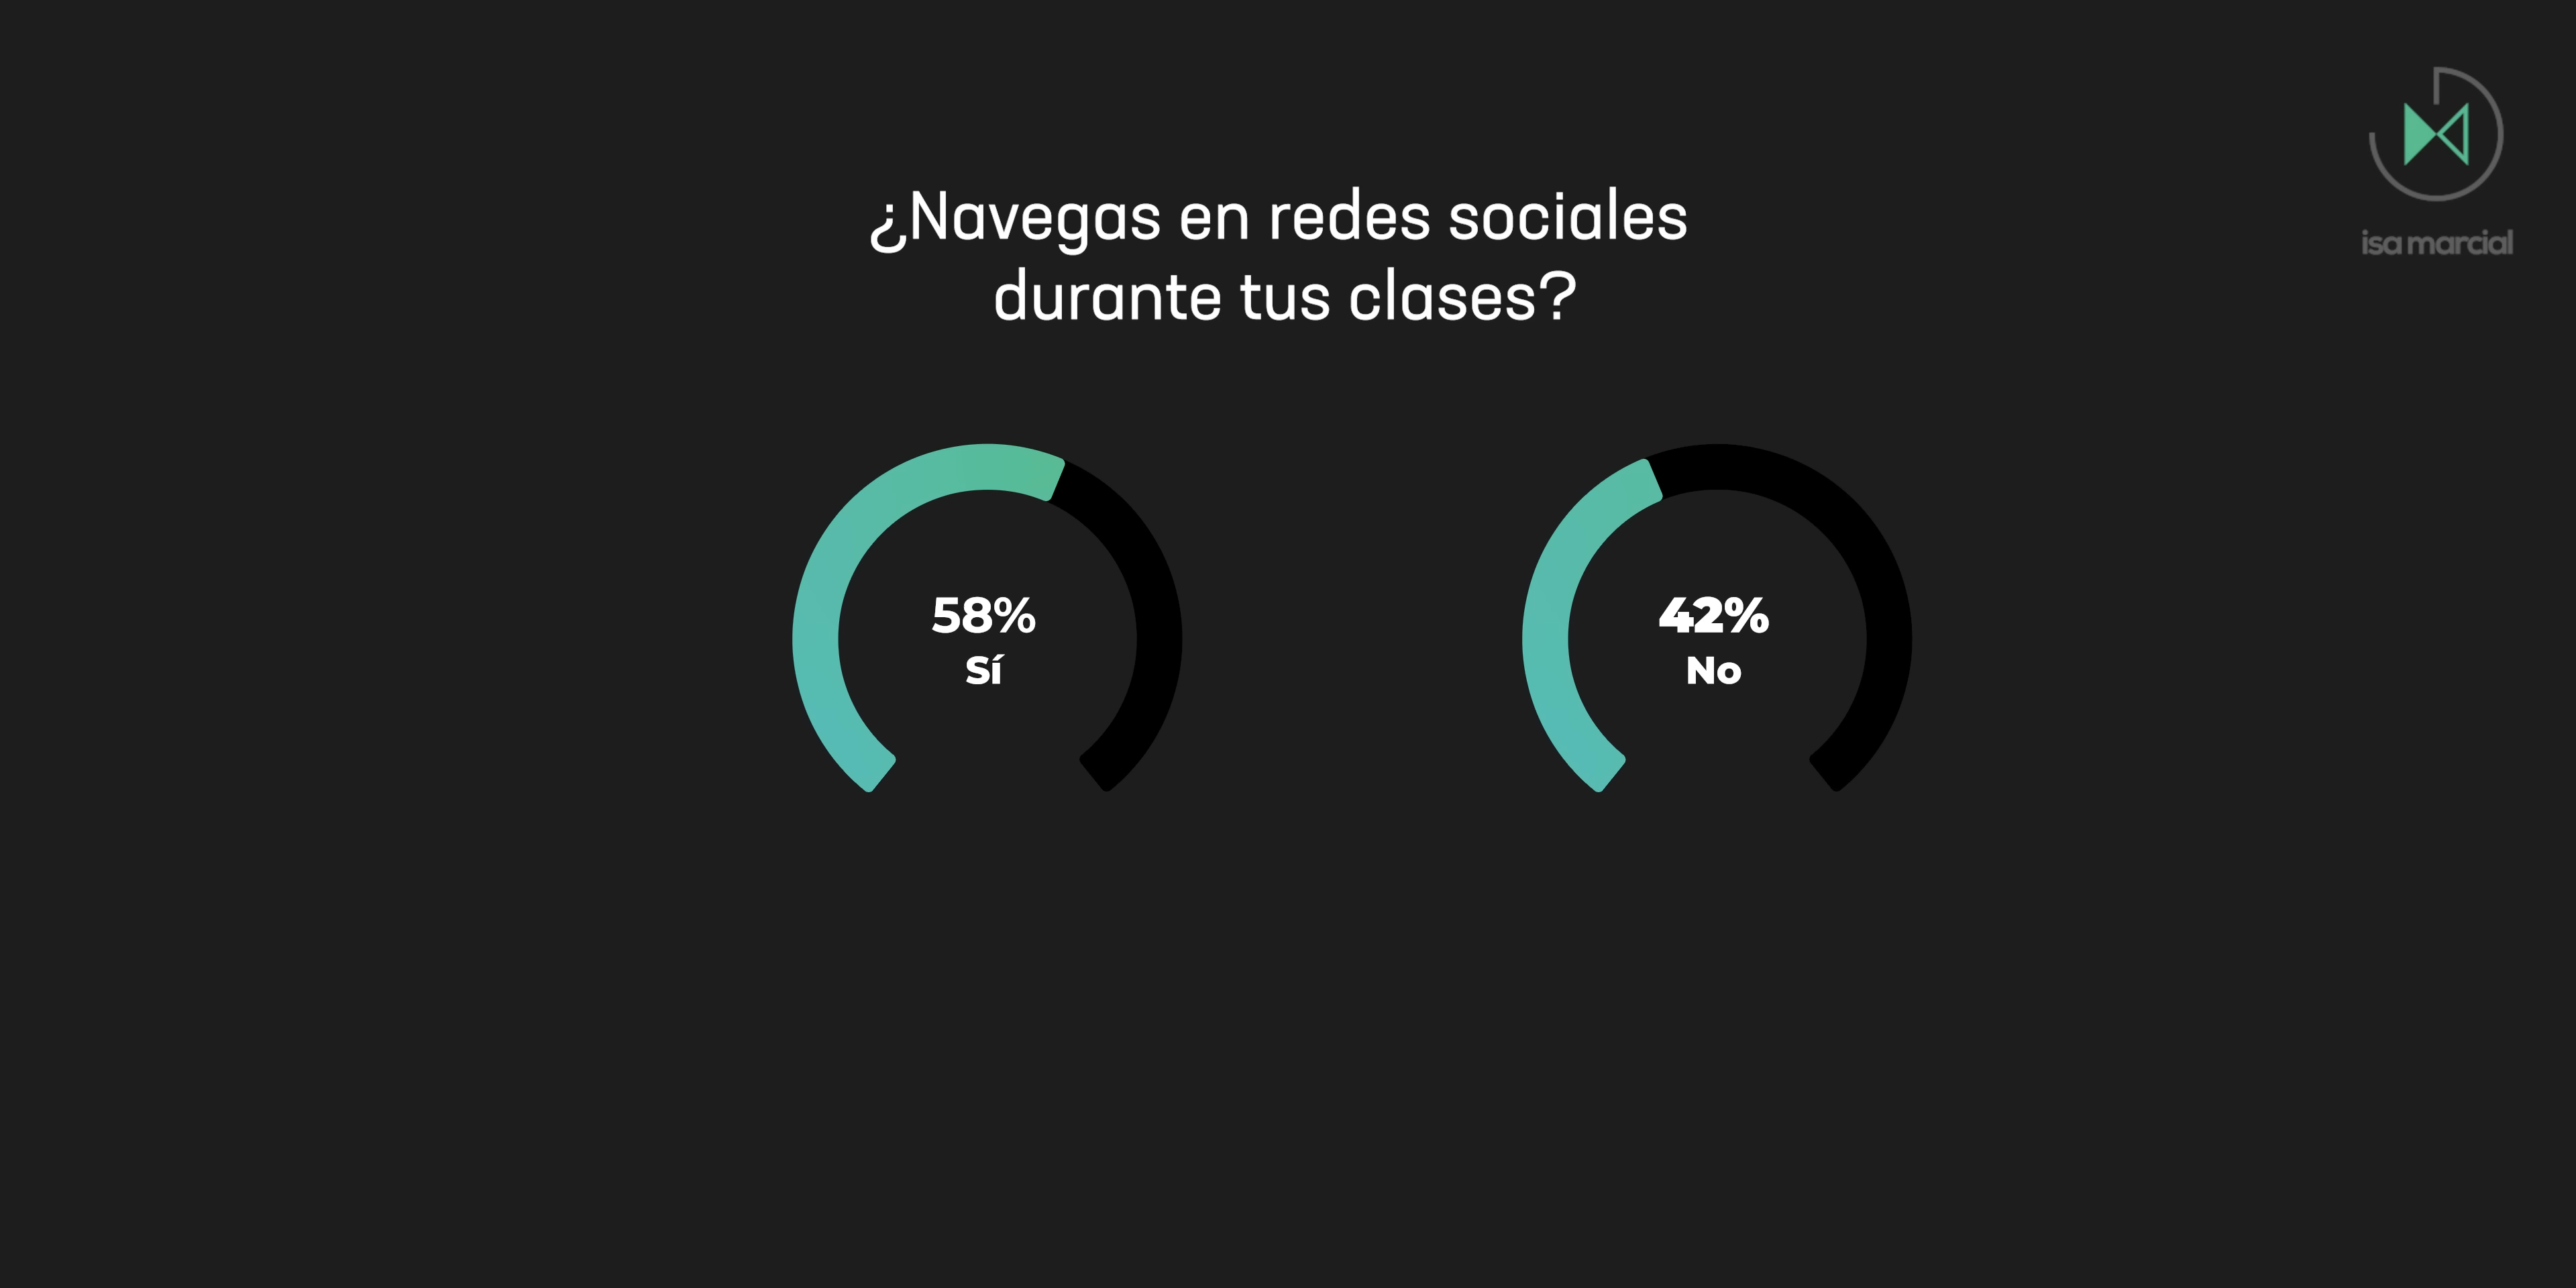 isa marcial
¿Navegas en redes sociales
durante tus clases?
58%
Sí
42%
No